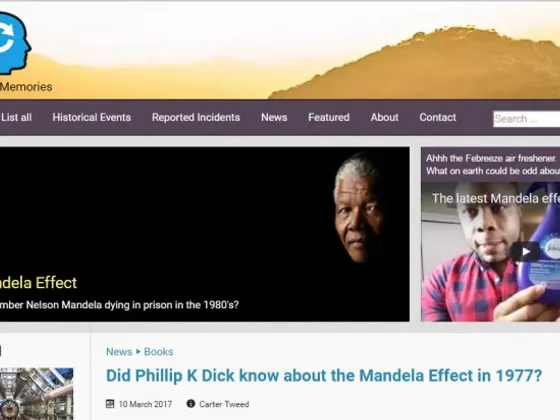 Memories
List all Historical Events Reported Incidents News Featured About Contact Search ...
Ahhh the Febreeze air freshener.
What on earth could be odd abou
The latest Mandela effe
ndela Effect
mber Nelson Mandela dying in prison in the 1980's?
News ▸ Books
Did Phillip K Dick know about the Mandela Effect in 1977?
10 March 2017 Carter Tweed